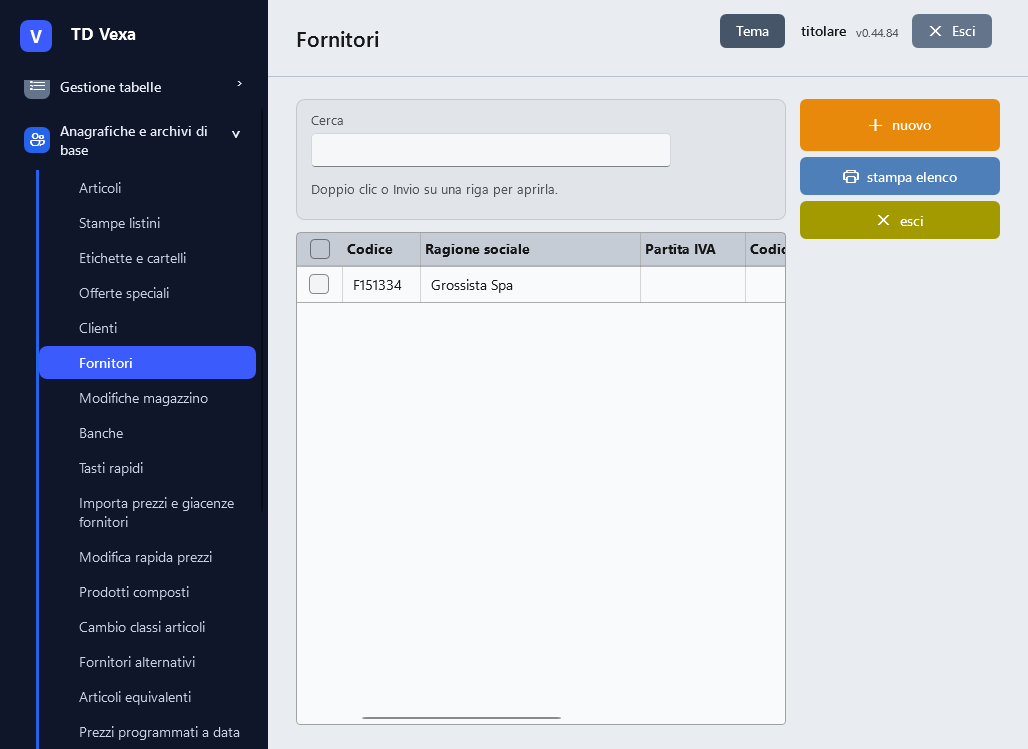 V
TD Vexa
Gestione tabelle
Anagrafiche e archivi di
base
Articoli
Stampe listini
Etichette e cartelli
Offerte speciali
Clienti
Fornitori
Modifiche magazzino
Banche
Tasti rapidi
Importa prezzi e giacenze
fornitori
Modifica rapida prezzi
Prodotti composti
Cambio classi articoli
Fornitori alternativi
Articoli equivalenti
Prezzi programmati a data
Fornitori
Tema
titolare
v0.44.84
Esci
Cerca
Doppio clic o Invio su una riga per aprirla.
nuovo
stampa elenco
esci
Codice Ragione sociale Partita IVA
F151334 Grossista Spa